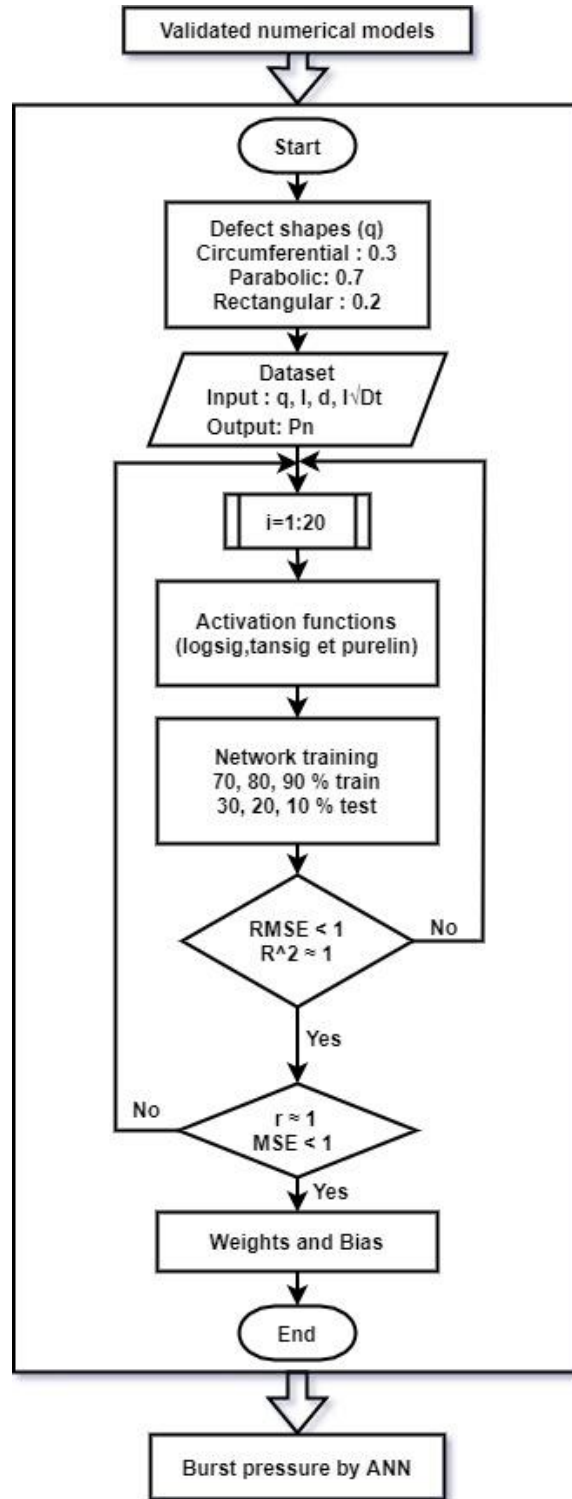 Validated numerical models
Start
Defect shapes (q)
Circumferential : 0.3
Parabolic: 0.7
Rectangular : 0.2
Dataset
Input : q, l, d, l√Dt
Output: Pn
i=1:20
Activation functions
(logsig,tansig et purelin)
Network training
70, 80, 90 % train
30, 20, 10 % test
RMSE < 1
R^2 ≈ 1
No
Yes
No
r ≈ 1
MSE < 1
Yes
Weights and Bias
End
Burst pressure by ANN